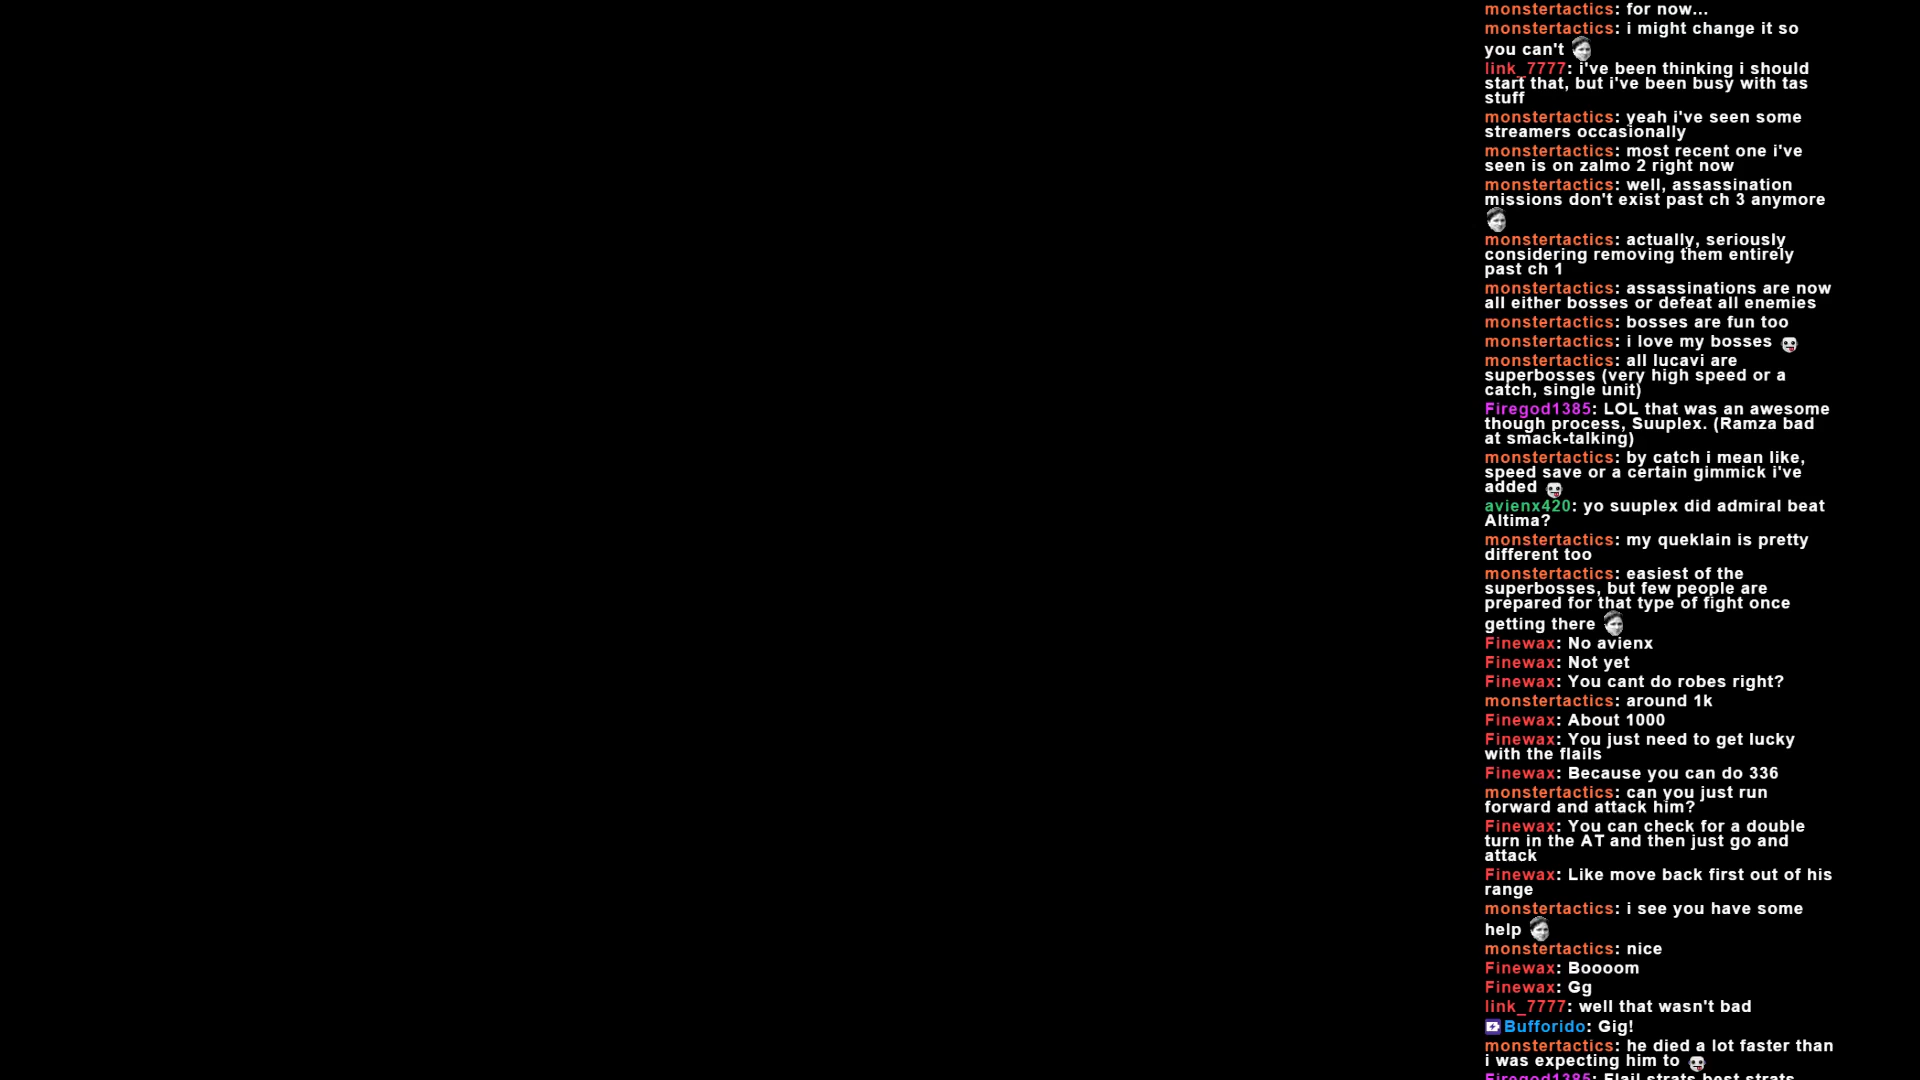 monstertactics: for now...
monstertactics: i might change it so
you can't
link_7777: i've been thinking i should
start that, but i've been busy with tas
stuff
monstertactics: yeah i've seen some
streamers occasionally
monstertactics: most recent one i've
seen is on zalmo 2 right now
monstertactics: well, assassination
missions don't exist past ch 3 anymore
monstertactics: actually, seriously
considering removing them entirely
past ch 1
monstertactics: assassinations are now
all either bosses or defeat all enemies
monstertactics: bosses are fun too
monstertactics: i love my bosses
monstertactics: all lucavi are
superbosses (very high speed or a
catch, single unit)
Firegod1385: LOL that was an awesome
though process, Suuplex. (Ramza bad
at smack-talking)
monstertactics: by catch i mean like,
speed save or a certain gimmick i've
added
avienx420: yo suuplex did admiral beat
Altima?
monstertactics: my queklain is pretty
different too
monstertactics: easiest of the
superbosses, but few people are
prepared for that type of fight once
getting there
Finewax: No avienx
Finewax: Not yet
Finewax: You cant do robes right?
monstertactics: around 1k
Finewax: About 1000
Finewax: You just need to get lucky
with the flails
Finewax: Because you can do 336
monstertactics: can you just run
forward and attack him?
Finewax: You can check for a double
turn in the AT and then just go and
attack
Finewax: Like move back first out of his
range
monstertactics: i see you have some
help
monstertactics: nice
Finewax: Boooom
Finewax: Gg
link_7777: well that wasn't bad
Bufforido: Gig!
monstertactics: he died a lot faster than
i was expecting him to
Firegod1385: Flail strats best strats